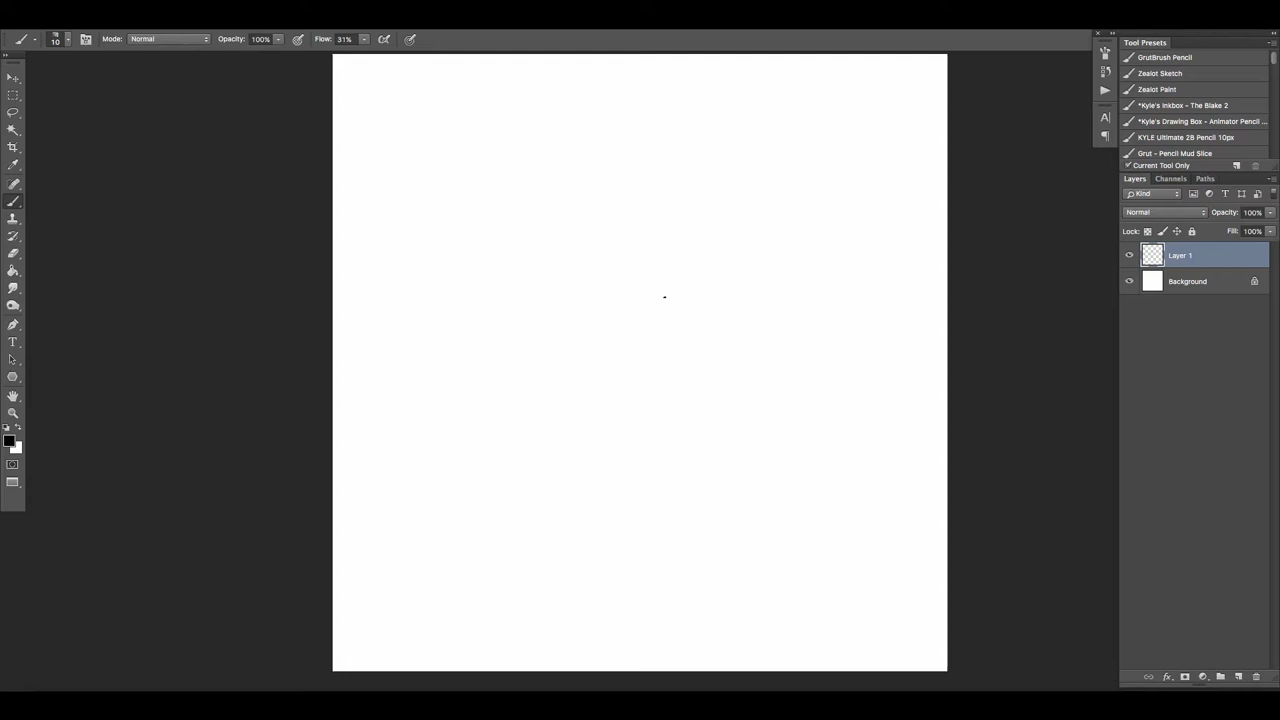 10 Mode: Normal Opacity: 100% Flow: 31%
Tool Presets
GrutBrush Pencil
Zealot Sketch
Zealot Paint
*Kyle's Inkbox - The Blake 2
*Kyle's Drawing Box - Animator Pencil ...
KYLE Ultimate 2B Pencil 10px
Grut - Pencil Mud Slice
Current Tool Only
Layers Channels Paths
Kind
Normal Opacity: 100%
Lock: Fill: 100%
Layer 1
Background